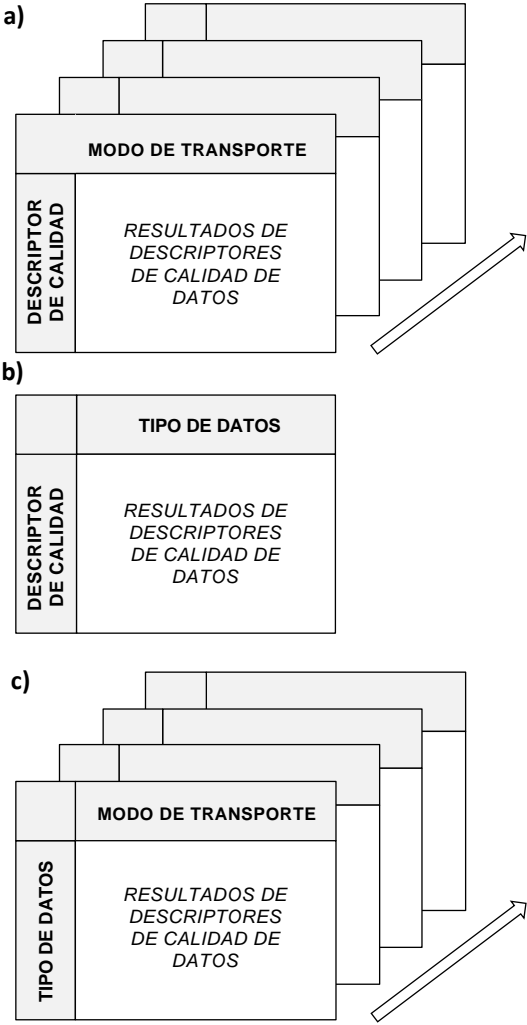 a)
MODO DE TRANSPORTE
DESCRIPTOR
DE CALIDAD
RESULTADOS DE
DESCRIPTORES
DE CALIDAD DE
DATOS
b)
TIPO DE DATOS
DESCRIPTOR
DE CALIDAD
RESULTADOS DE
DESCRIPTORES
DE CALIDAD DE
DATOS
c)
MODO DE TRANSPORTE
TIPO DE DATOS
RESULTADOS DE
DESCRIPTORES
DE CALIDAD DE
DATOS